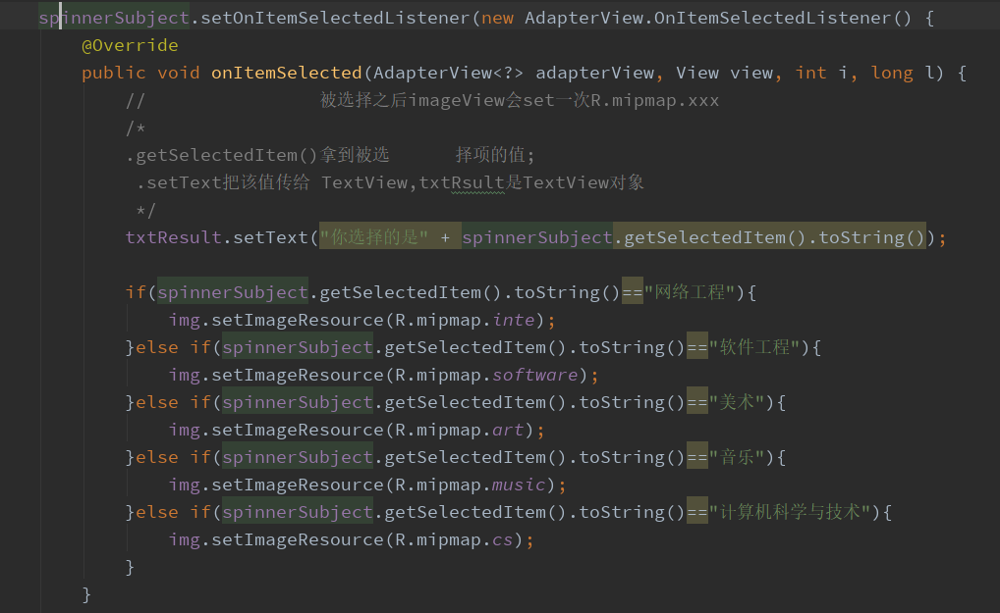 spinnerSubject.setOnItemSelectedListener(new AdapterView.OnItemSelectedListener() {
@Override
public void onItemSelected(AdapterView<?> adapterView, View view, int i, long l) {
// 被选择之后imageView会set一次R.mipmap.xxx
/*
.getSelectedItem()拿到被选 择项的值;
.setText把该值传给 TextView,txtRsult是TextView对象
*/
txtResult.setText("你选择的是" + spinnerSubject.getSelectedItem().toString());
if(spinnerSubject.getSelectedItem().toString()=="网络工程"){
img.setImageResource(R.mipmap.inte);
}else if(spinnerSubject.getSelectedItem().toString()=="软件工程"){
img.setImageResource(R.mipmap.software);
}else if(spinnerSubject.getSelectedItem().toString()=="美术"){
img.setImageResource(R.mipmap.art);
}else if(spinnerSubject.getSelectedItem().toString()=="音乐"){
img.setImageResource(R.mipmap.music);
}else if(spinnerSubject.getSelectedItem().toString()=="计算机科学与技术"){
img.setImageResource(R.mipmap.cs);
}
}